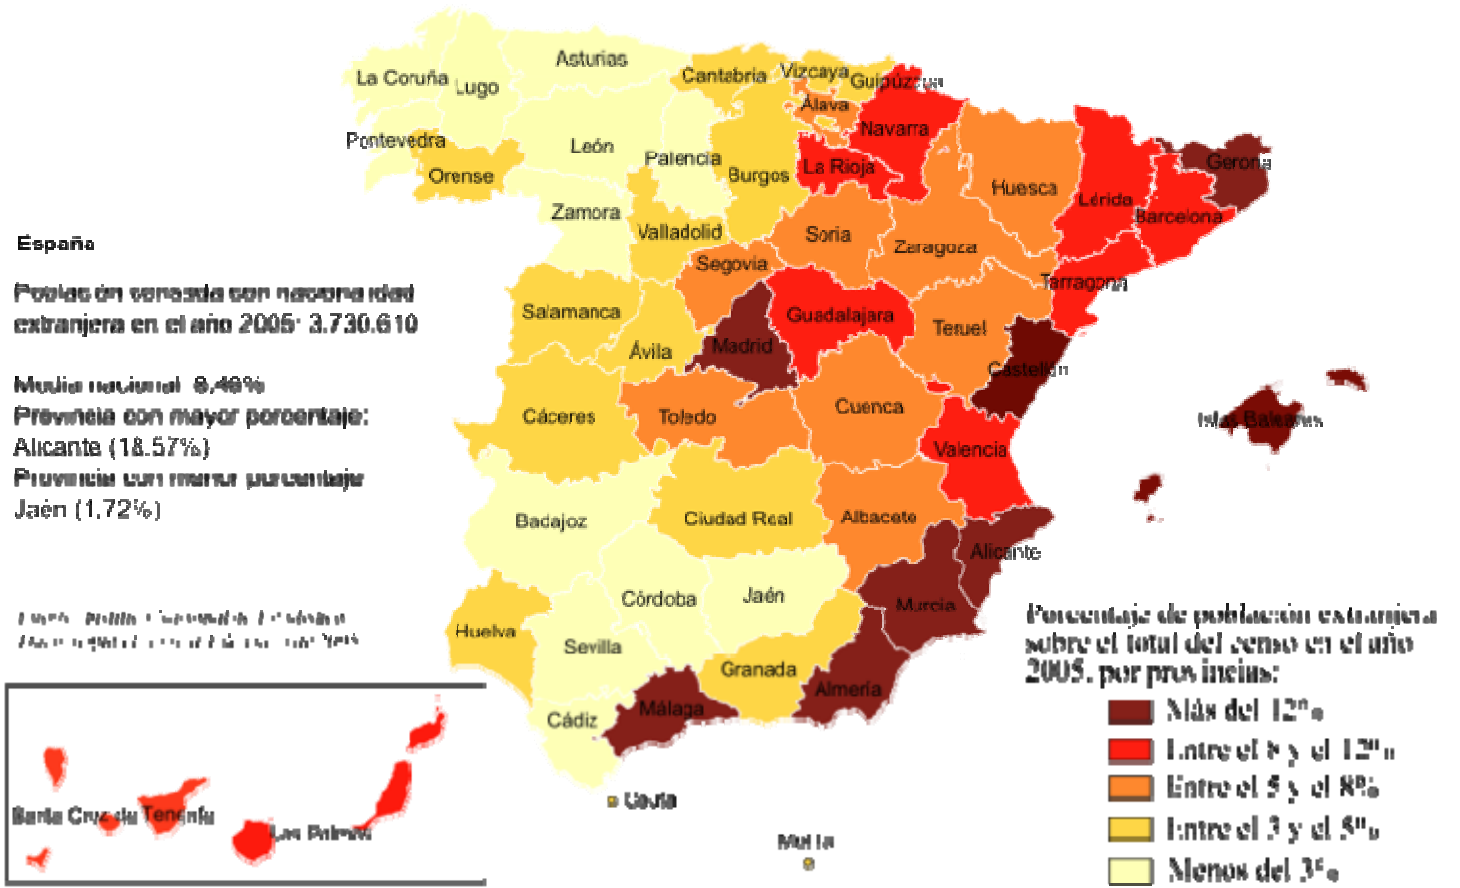 Asturias
La Coruña
Lugo
Cantabria
Vizcaya
Guipúzcoa
Álava
Navarra
Pontevedra
León
Palencia
Orense
Burgos
La Rioja
Huesca
Lérida
Gerona
Barcelona
Zamora
Valladolid
Soria
Zaragoza
Segovia
Tarragona
España
Población censada con nacionalidad
extranjera en el año 2005: 3.730.610
Salamanca
Ávila
Madrid
Guadalajara
Teruel
Castellón
Media nacional 8,46%
Provincia con mayor porcentaje:
Alicante (18.57%)
Provincia con menor porcentaje
Jaén (1,72%)
Cáceres
Toledo
Cuenca
Valencia
Islas Baleares
Badajoz
Ciudad Real
Albacete
Alicante
Murcia
Córdoba
Jaén
Huelva
Sevilla
Granada
Almería
Málaga
Cádiz
Ceuta
Melilla
Santa Cruz de Tenerife
Las Palmas
Porcentaje de población extranjera
sobre el total del censo en el año
2005, por provincias:
Más del 12%
Entre el 8 y el 12%
Entre el 5 y el 8%
Entre el 3 y el 5%
Menos del 3%